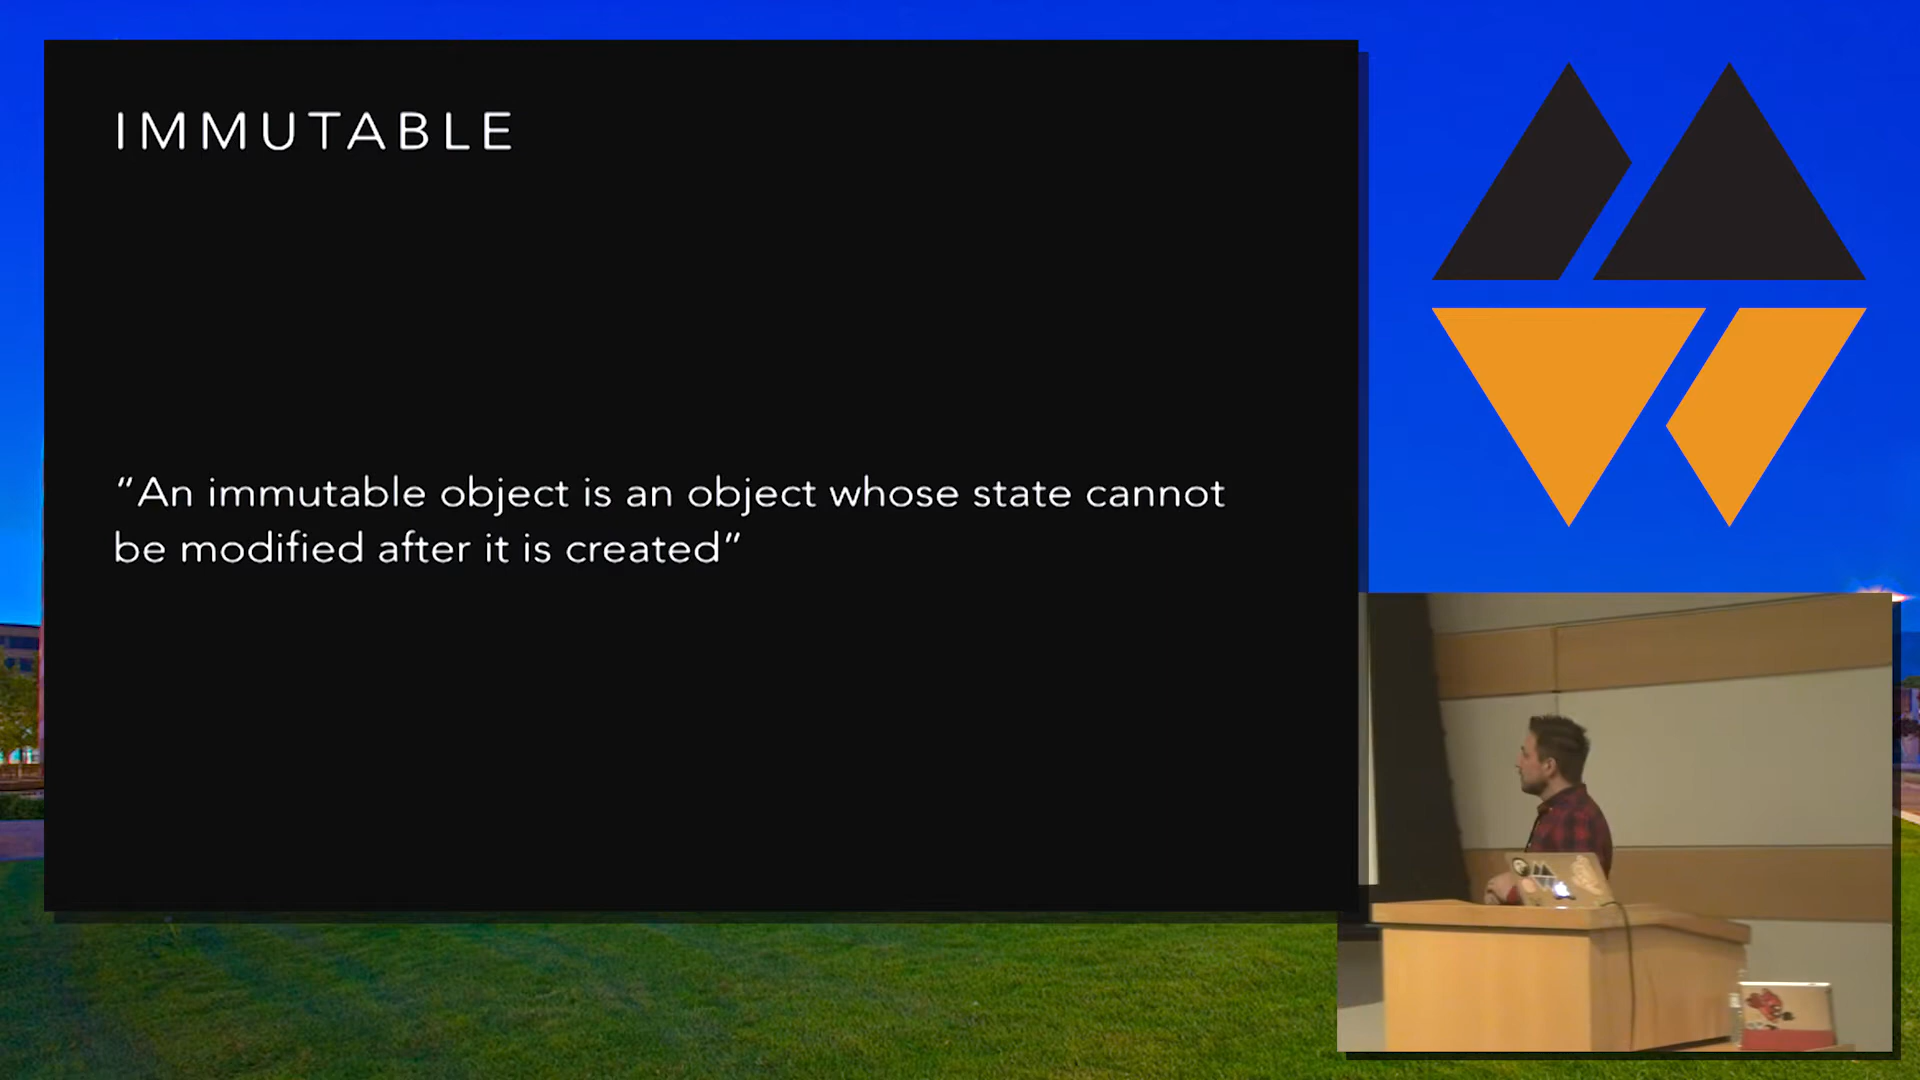 IMMUTABLE
“An immutable object is an object whose state cannot
be modified after it is created”